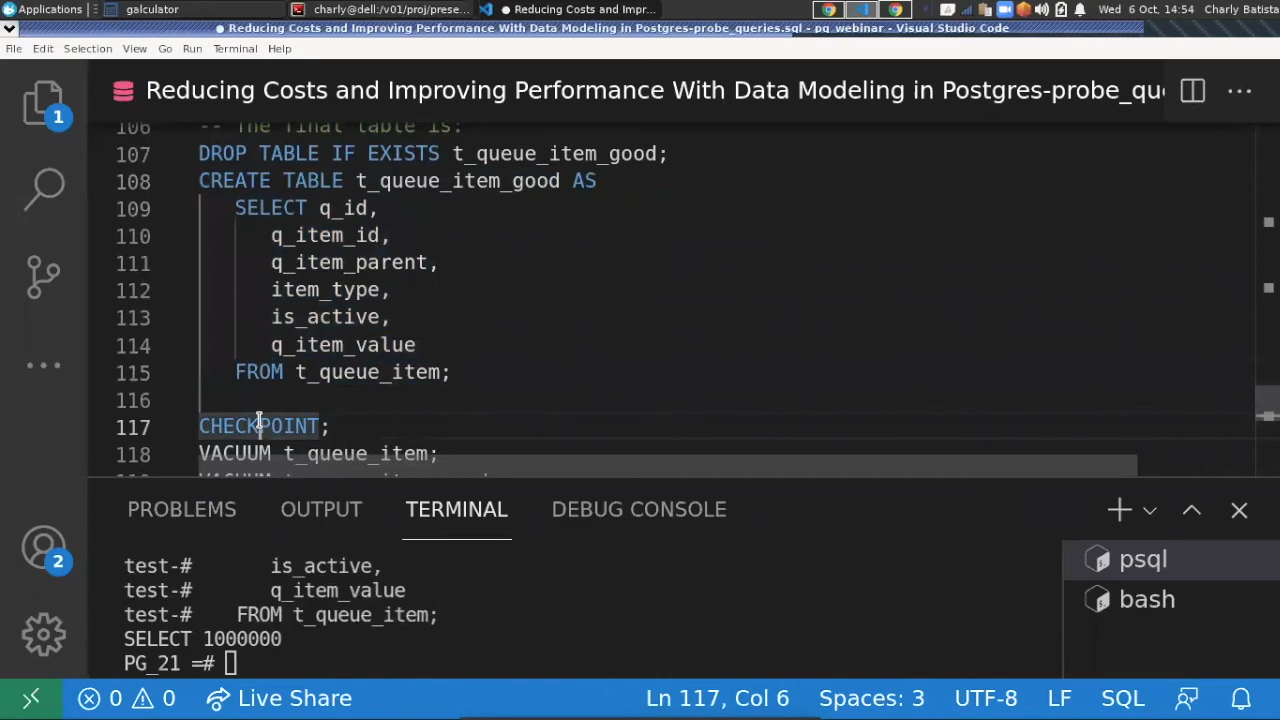 Applications galculator charly@dell:/v01/proj/prese... Reducing Costs and Impr... Wed 6 Oct, 14:54 Charly Batista
● Reducing Costs and Improving Performance With Data Modeling in Postgres-probe_queries.sql - pg_webinar - Visual Studio Code
File Edit Selection View Go Run Terminal Help
1 Reducing Costs and Improving Performance With Data Modeling in Postgres-probe_que ...
106 -- The final table is:
107 DROP TABLE IF EXISTS t_queue_item_good;
108 CREATE TABLE t_queue_item_good AS
109 SELECT q_id,
110 q_item_id,
111 q_item_parent,
112 item_type,
113 is_active,
114 q_item_value
115 FROM t_queue_item;
116
117 CHECKPOINT;
118 VACUUM t_queue_item;
PROBLEMS OUTPUT TERMINAL DEBUG CONSOLE
2
test-# is_active,
test-# q_item_value
test-# FROM t_queue_item;
SELECT 1000000
PG_21 =#
psql
bash
0 0 Live Share Ln 117, Col 6 Spaces: 3 UTF-8 LF SQL